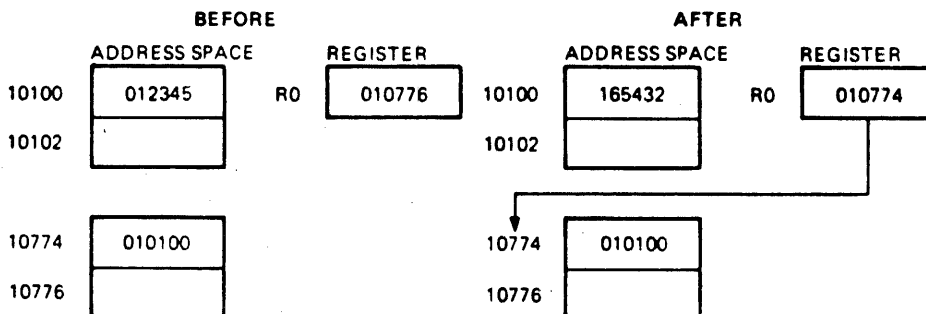 BEFORE AFTER
ADDRESS SPACE REGISTER ADDRESS SPACE REGISTER
10100 012345 R0 010776 10100 165432 R0 010774
10102 10102
10774 010100 10774 010100
10776 10776